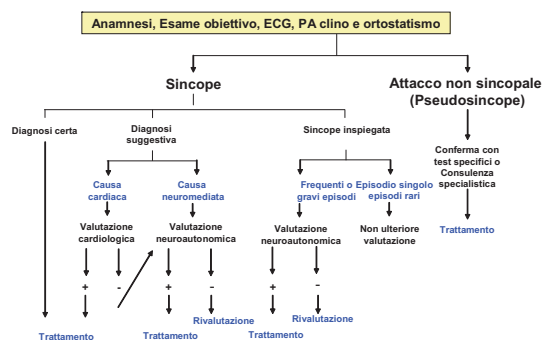 Anamnesi, Esame obiettivo, ECG, PA clino e ortostatismo
Sincope
Attacco non sincopale
(Pseudosincope)
Diagnosi certa
Diagnosi
suggestiva
Sincope inspiegata
Conferma con
test specifici o
Consulenza
specialistica
Causa
cardiaca
Causa
neuromediata
Frequenti o
gravi episodi
Episodio singolo
episodi rari
Valutazione
cardiologica
Valutazione
neuroautonomica
Valutazione
neuroautonomica
Non ulteriore
valutazione
Trattamento
+ -
+ -
+ -
Rivalutazione
Rivalutazione
Trattamento
Trattamento
Trattamento